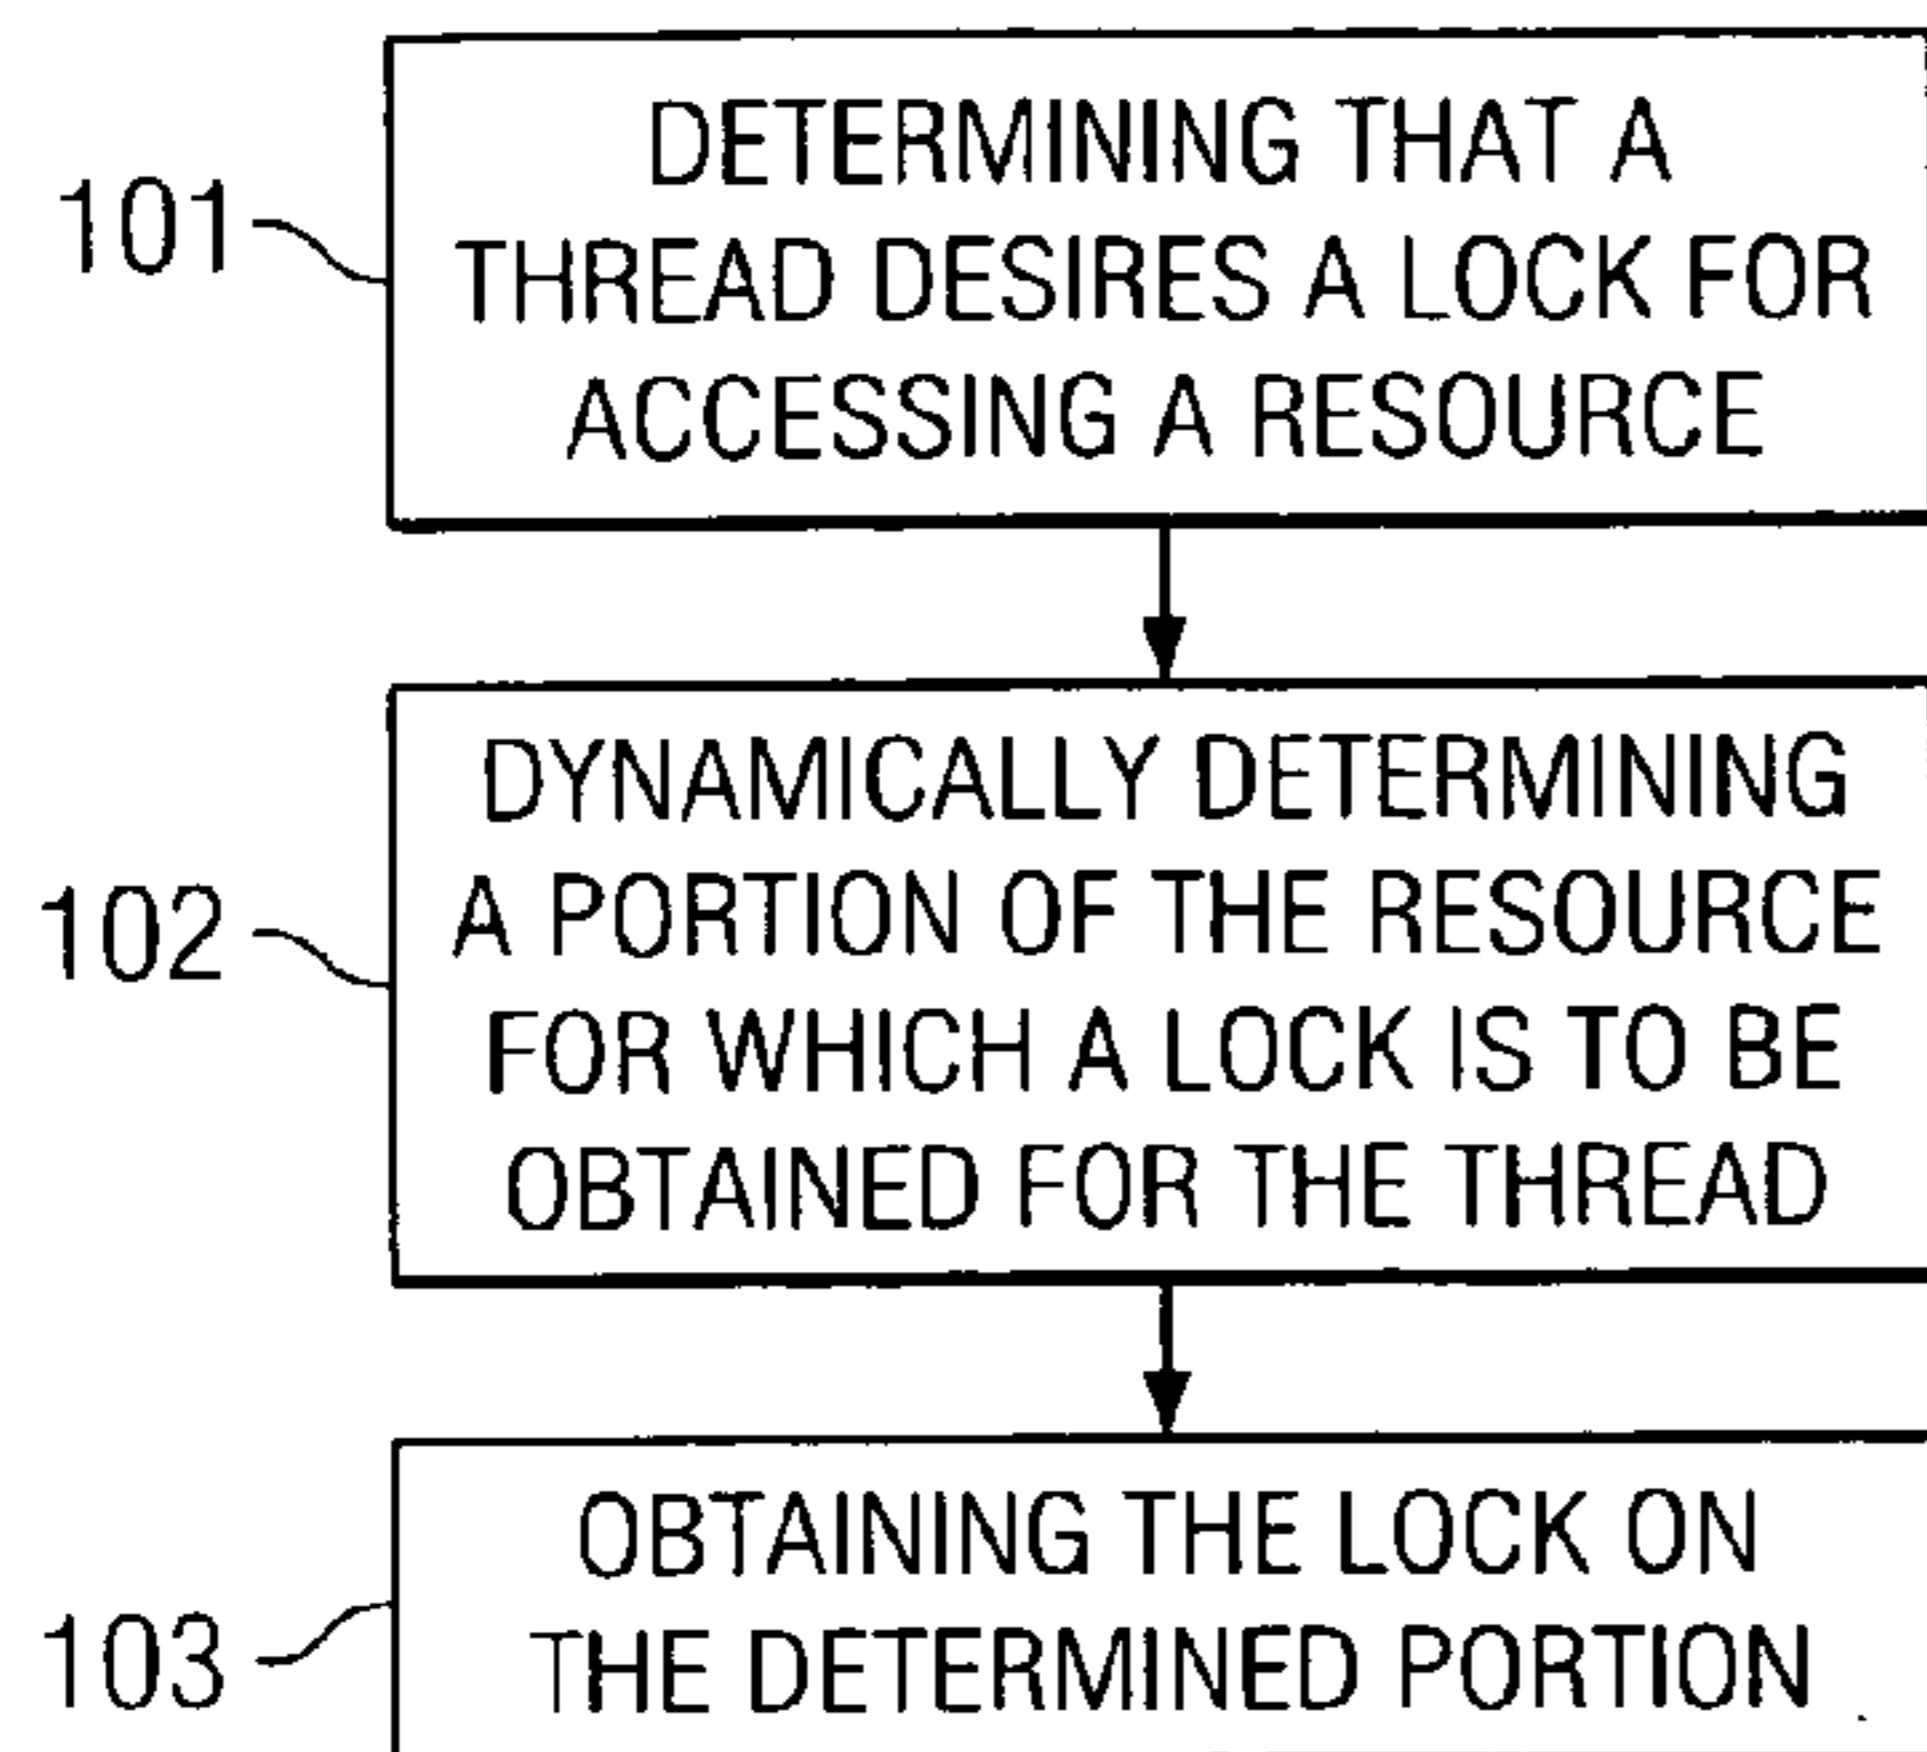 101
DETERMINING THAT A
THREAD DESIRES A LOCK FOR
ACCESSING A RESOURCE
102
DYNAMICALLY DETERMINING
A PORTION OF THE RESOURCE
FOR WHICH A LOCK IS TO BE
OBTAINED FOR THE THREAD
103
OBTAINING THE LOCK ON
THE DETERMINED PORTION